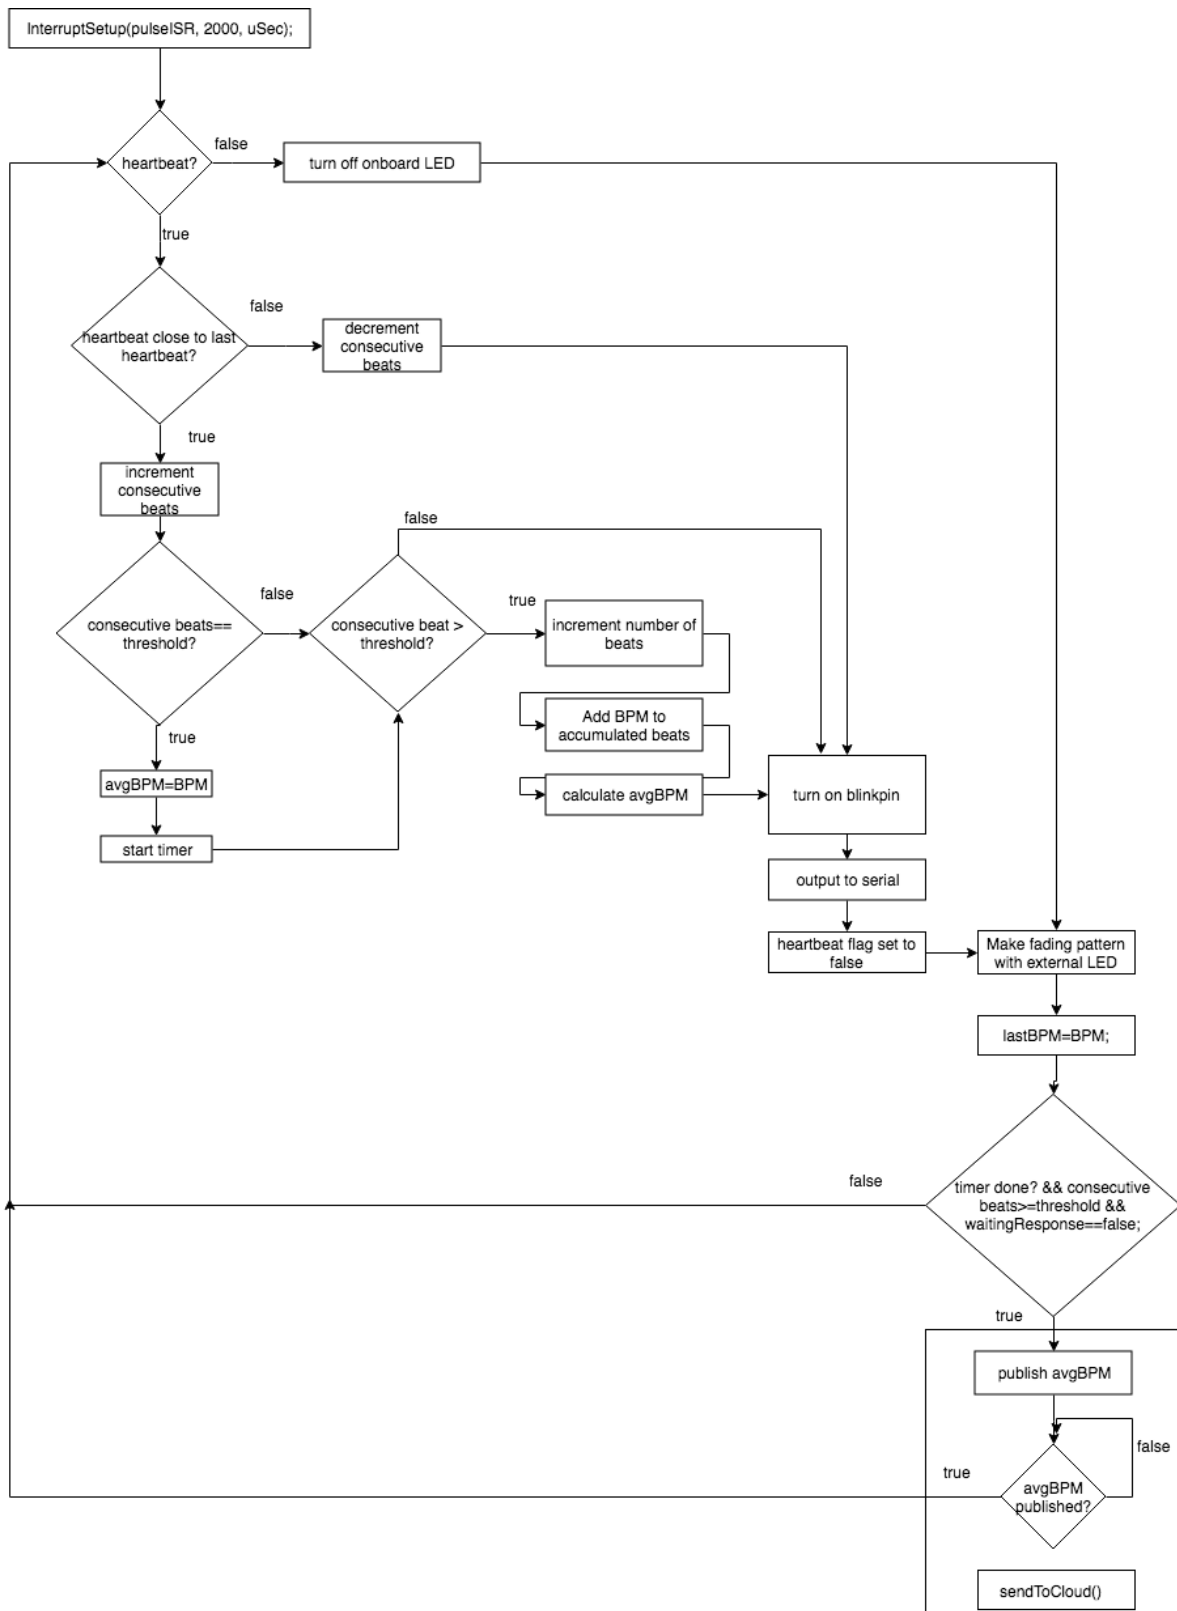 InterruptSetup(pulseISR, 2000, uSec);
heartbeat?
false
turn off onboard LED
true
heartbeat close to last
heartbeat?
false
decrement
consecutive
beats
true
increment
consecutive
beats
false
consecutive beats==
threshold?
false
consecutive beat >
threshold?
true
increment number of
beats
Add BPM to
accumulated beats
true
avgBPM=BPM
calculate avgBPM
turn on blinkpin
start timer
output to serial
heartbeat flag set to
false
Make fading pattern
with external LED
lastBPM=BPM;
false
timer done? && consecutive
beats>=threshold &&
waitingResponse==false;
true
publish avgBPM
false
true
avgBPM
published?
sendToCloud()